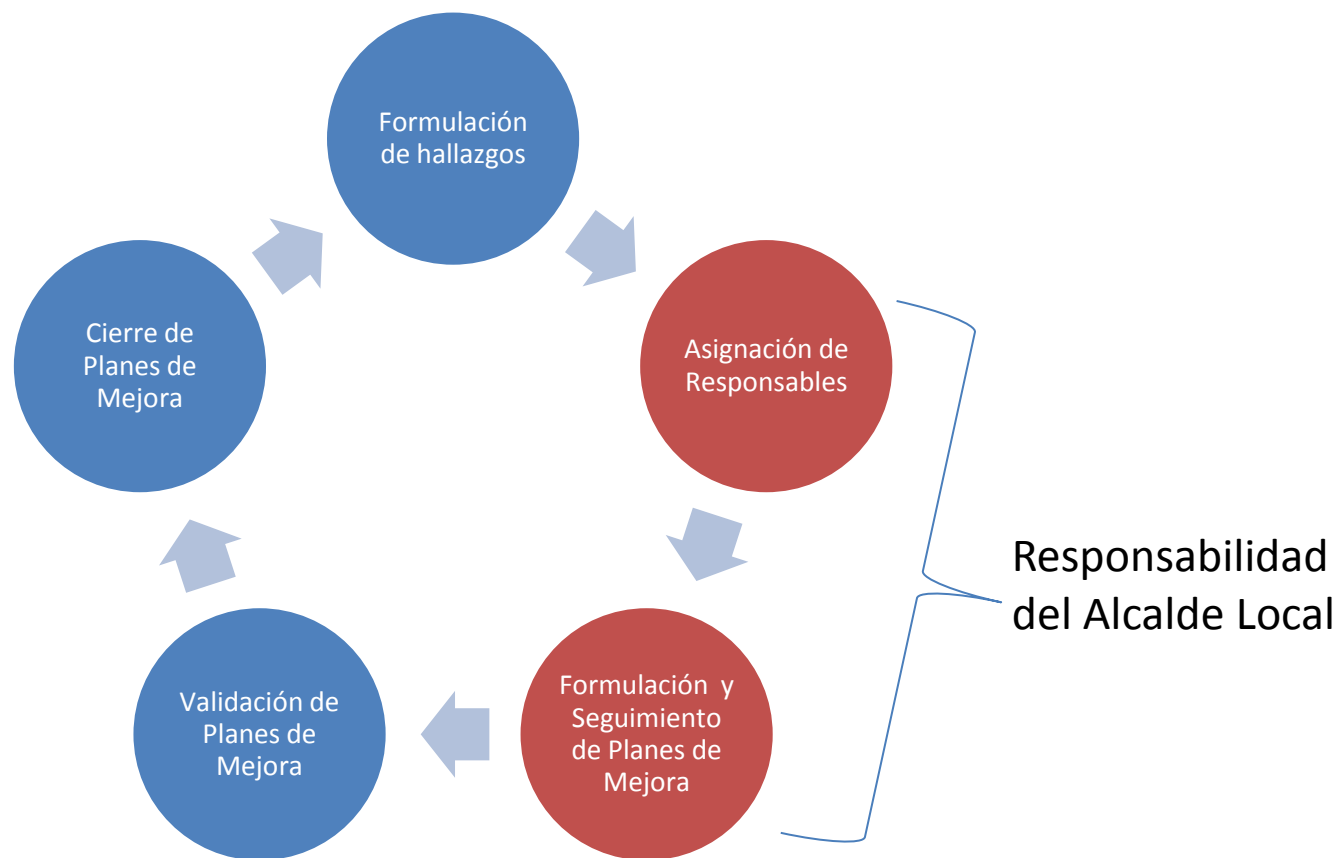 Formulación
de hallazgos
Asignación de
Responsables
Formulación y
Seguimiento
de Planes de
Mejora
Validación de
Planes de
Mejora
Cierre de
Planes de
Mejora
Responsabilidad
del Alcalde Local